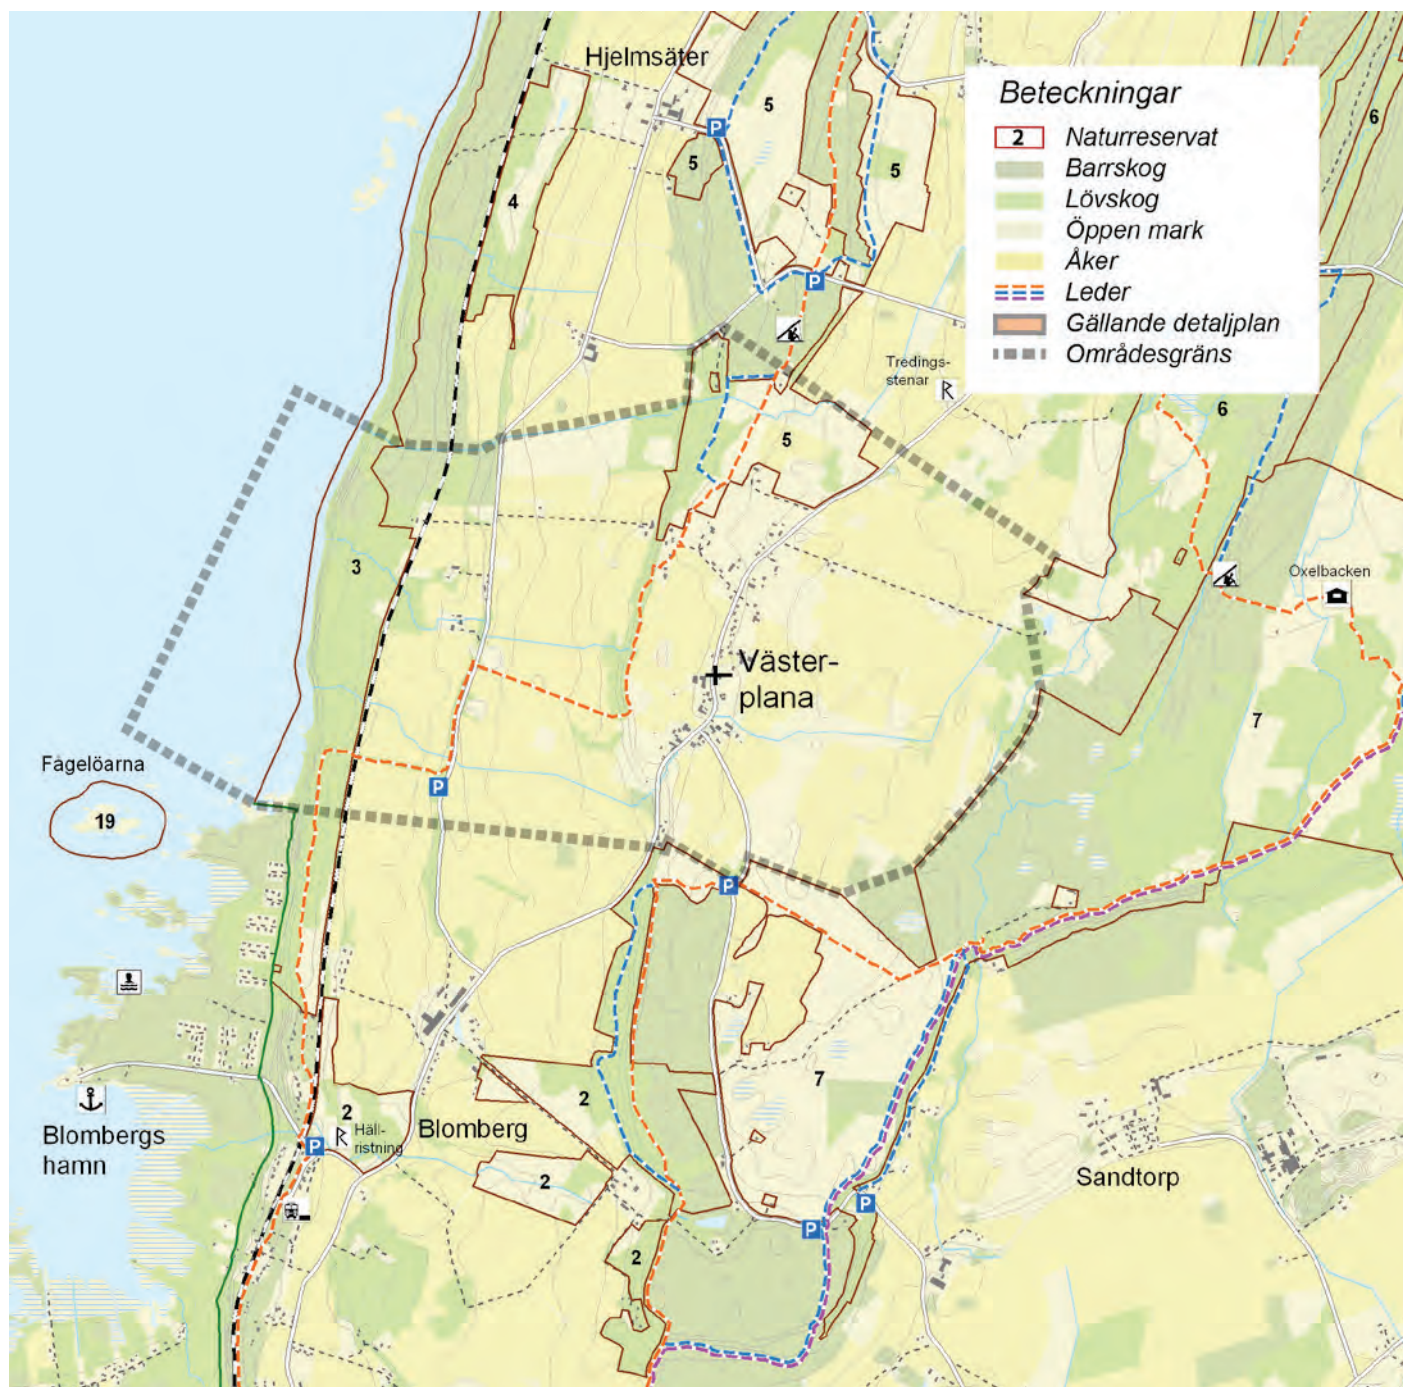 Hjelmsäter
Beteckningar
2 Naturreservat
Barrskog
Lövskog
Öppen mark
Åker
Leder
Gällande detaljplan
Områdesgräns
5
5
5
6
4
P
P
Tredings-
stenar
R
6
5
3
Oxelbacken
Väster-
plana
7
Fågelöarna
19
P
P
7
2
Häll-
ristning
R
2
Blomberg
Blombergs
hamn
P
2
Sandtorp
P
P
2